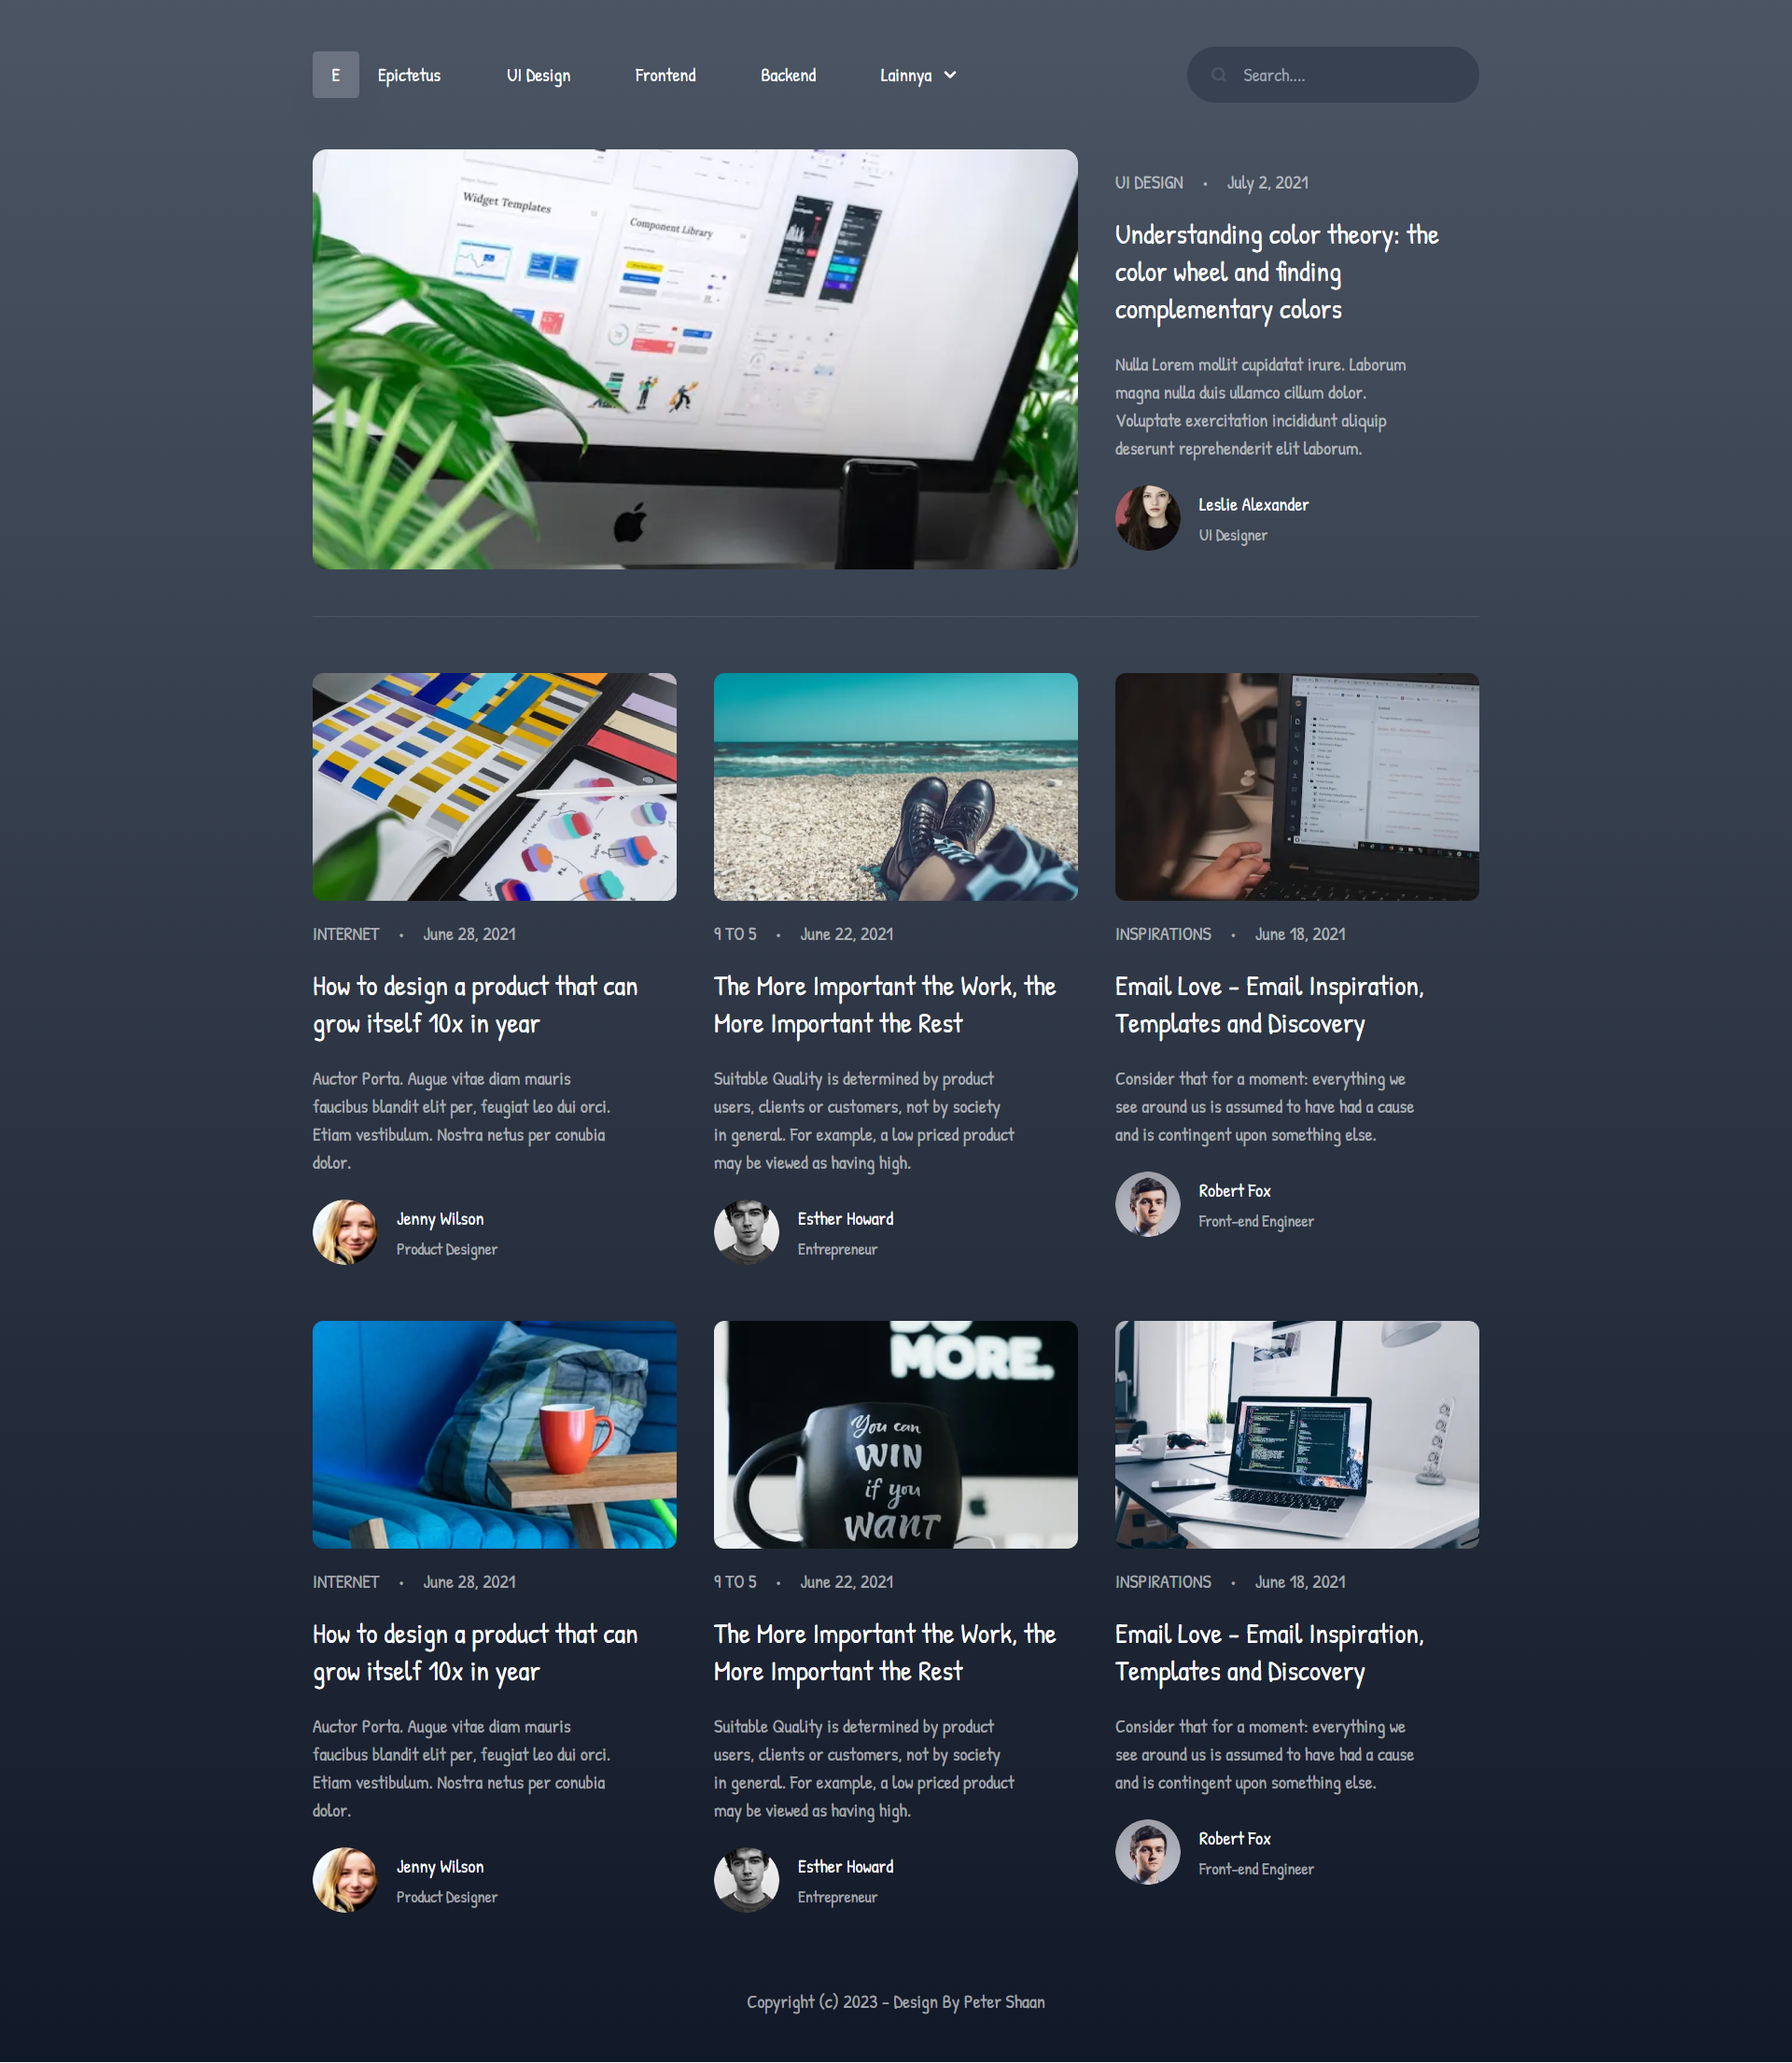 E Epictetus UI Design Frontend Backend Lainnya Search....
Widget Templates
Component Library
UI DESIGN • July 2, 2021
Understanding color theory: the
color wheel and finding
complementary colors
Nulla Lorem mollit cupidatat irure. Laborum
magna nulla duis ullamco cillum dolor.
Voluptate exercitation incididunt aliquip
deserunt reprehenderit elit laborum.
Leslie Alexander
UI Designer
INTERNET • June 28, 2021
How to design a product that can
grow itself 10x in year
Auctor Porta. Augue vitae diam mauris
faucibus blandit elit per, feugiat leo dui orci.
Etiam vestibulum. Nostra netus per conubia
dolor.
Jenny Wilson
Product Designer
9 TO 5 • June 22, 2021
The More Important the Work, the
More Important the Rest
Suitable Quality is determined by product
users, clients or customers, not by society
in general. For example, a low priced product
may be viewed as having high.
Esther Howard
Entrepreneur
INSPIRATIONS • June 18, 2021
Email Love - Email Inspiration,
Templates and Discovery
Consider that for a moment: everything we
see around us is assumed to have had a cause
and is contingent upon something else.
Robert Fox
Front-end Engineer
INTERNET • June 28, 2021
How to design a product that can
grow itself 10x in year
Auctor Porta. Augue vitae diam mauris
faucibus blandit elit per, feugiat leo dui orci.
Etiam vestibulum. Nostra netus per conubia
dolor.
Jenny Wilson
Product Designer
DO
MORE.
You can
WIN
if you
WANT
9 TO 5 • June 22, 2021
The More Important the Work, the
More Important the Rest
Suitable Quality is determined by product
users, clients or customers, not by society
in general. For example, a low priced product
may be viewed as having high.
Esther Howard
Entrepreneur
INSPIRATIONS • June 18, 2021
Email Love - Email Inspiration,
Templates and Discovery
Consider that for a moment: everything we
see around us is assumed to have had a cause
and is contingent upon something else.
Robert Fox
Front-end Engineer
Copyright (c) 2023 - Design By Peter Shaan